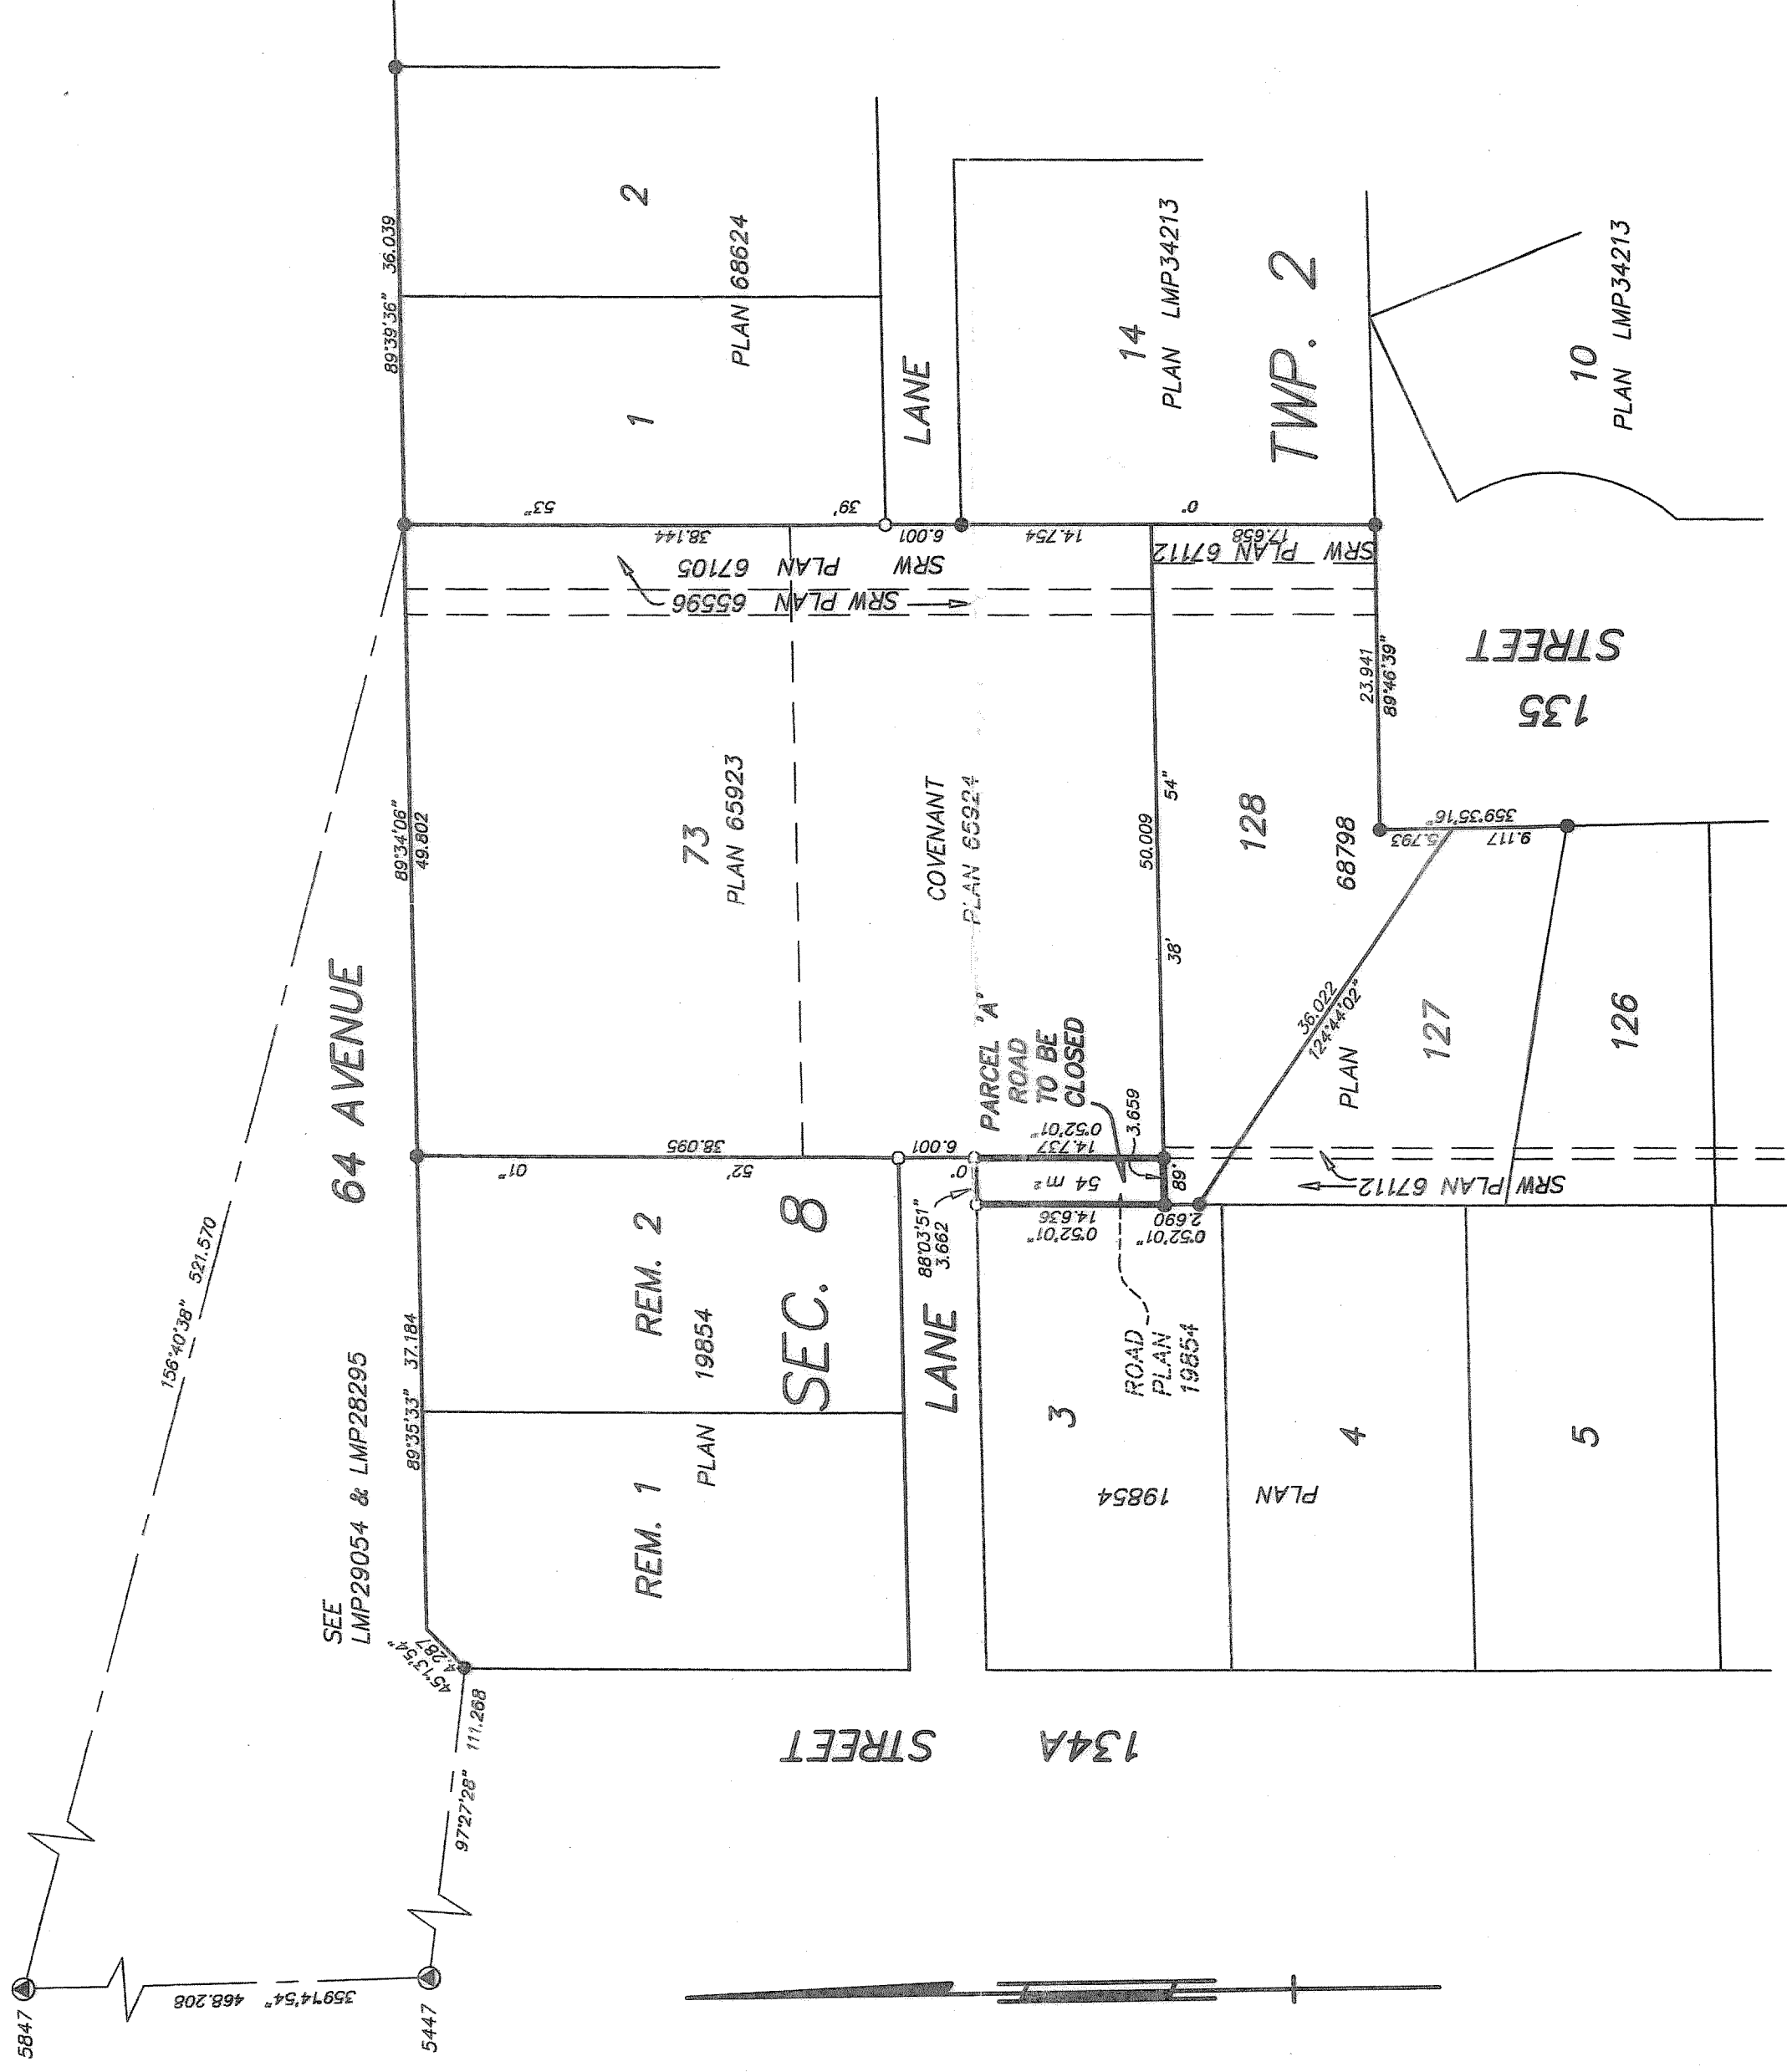 5847
359°14'54" 468.208
5447
156°40'38" 521.570
97°27'28" 111.268
SEE
LMP29054 & LMP28295
45°13'54"
4.287
64 AVENUE
89°35'33" 37.184
89°34'06"
49.802
89°39'36" 36.039
REM. 1
REM. 2
PLAN 19854
SEC. 8
01"
38.095
52'
6.001
0°
73
PLAN 65923
COVENANT
PLAN 65924
53"
38.144
39'
6.001
14.754
0°
17.658
SRW PLAN 67105
SRW PLAN 65596
SRW PLAN 67112
1
2
PLAN 68624
LANE
14
PLAN LMP34213
TWP. 2
10
PLAN LMP34213
LANE
88°03'51"
3.662
PARCEL 'A'
ROAD
TO BE
CLOSED
0°52'01"
14.737
3.659
54 m²
89°
38'
54"
50.009
14.636
0°52'01"
2.690
0°52'01"
ROAD
PLAN
19854
3
4
5
PLAN 19854
128
127
126
PLAN 68798
36.022
124°44'02"
23.941
89°46'39"
5.793
359°35'16"
9.117
SRW PLAN 67112
135
STREET
134A STREET